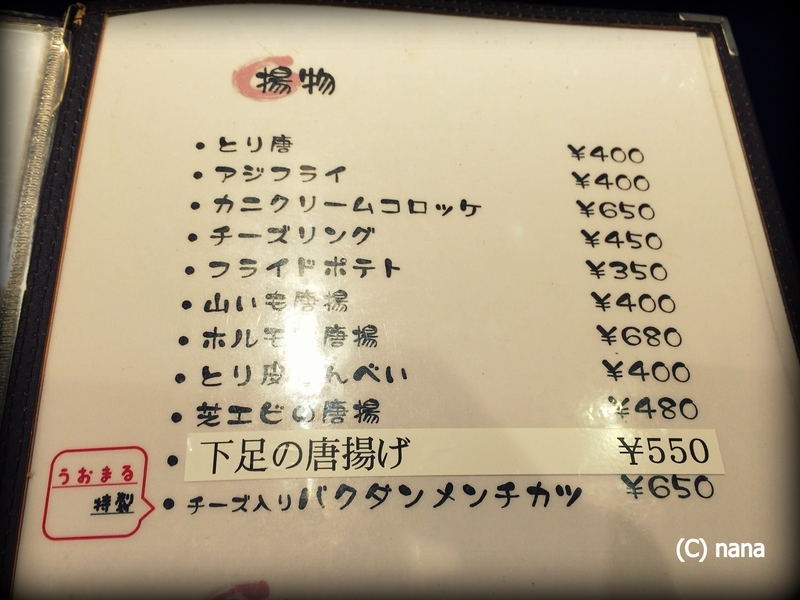 揚物
・とり唐 ¥400
・アジフライ ¥400
・カニクリームコロッケ ¥650
・チーズリング ¥450
・フライドポテト ¥350
・山いも唐揚 ¥400
・ホルモン唐揚 ¥680
・とり皮せんべい ¥400
・芝エビの唐揚 ¥480
・下足の唐揚げ ¥550
うおまる
特製
・チーズ入りバクダンメンチカツ ¥650
(C) nana